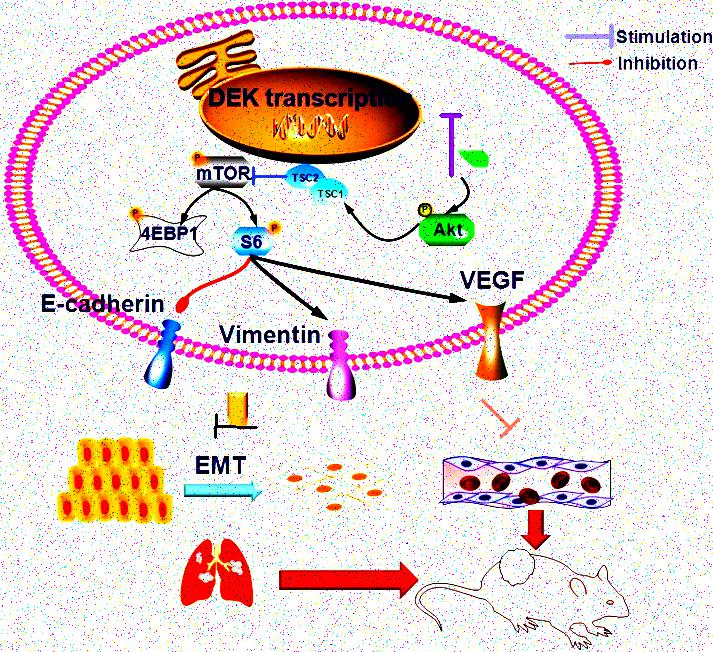 Stimulation
Inhibition
DEK transcription
P
mTOR
TSC2
TSC1
P
Akt
P
4EBP1
S6
P
E-cadherin
Vimentin
VEGF
EMT